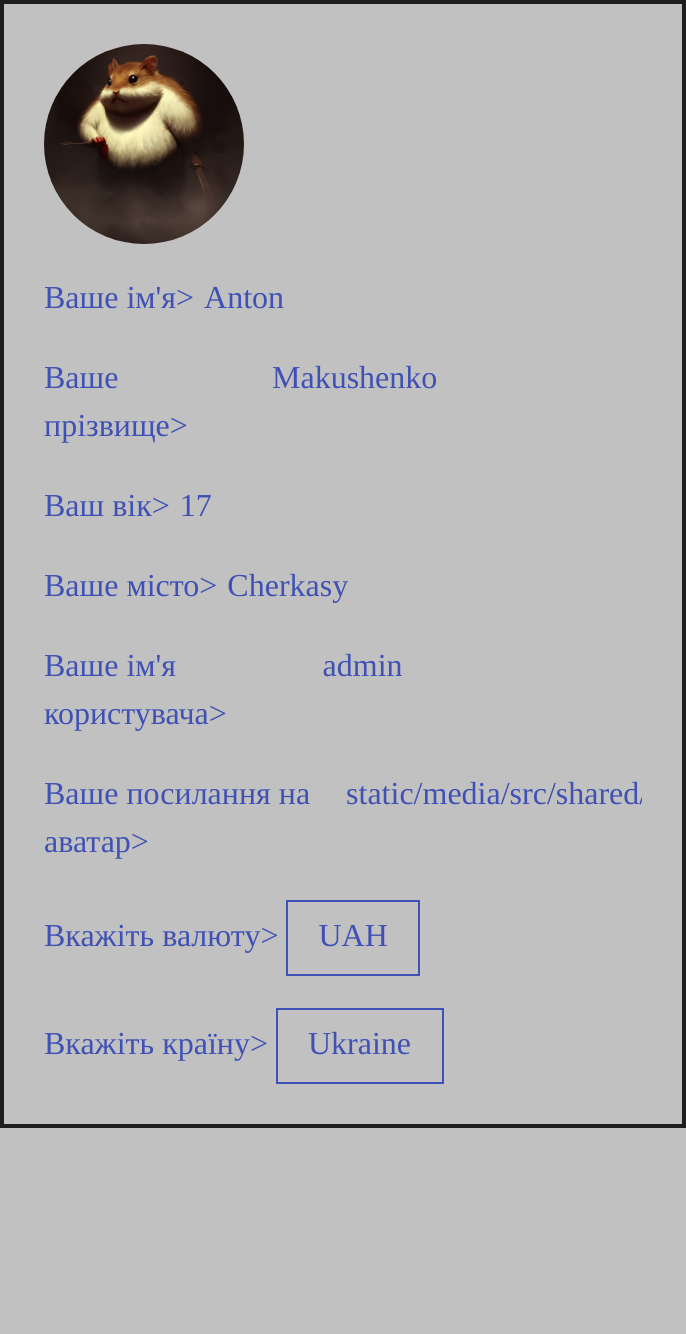 Ваше ім'я> Anton
Ваше Makushenko
прізвище>
Ваш вік> 17
Ваше місто> Cherkasy
Ваше ім'я admin
користувача>
Ваше посилання на static/media/src/shared/
аватар>
Вкажіть валюту> UAH
Вкажіть країну> Ukraine